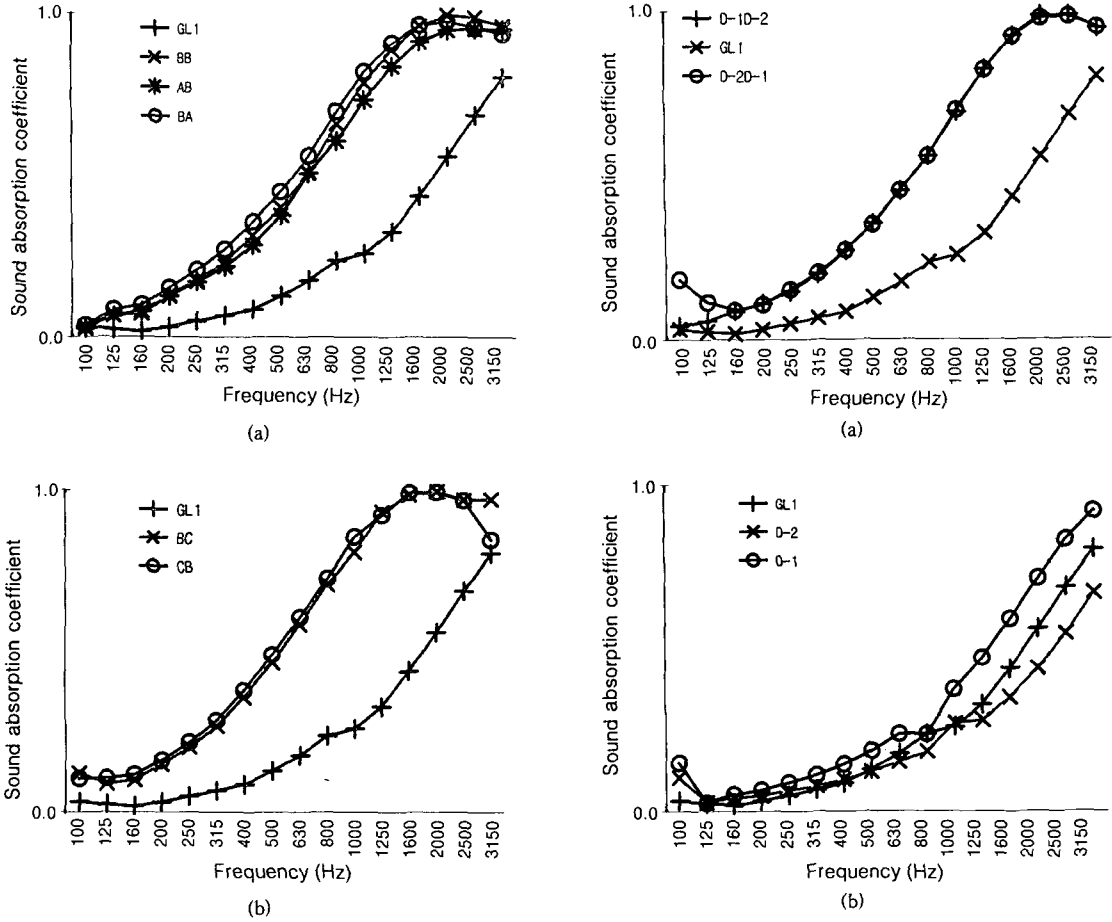 GL1
BB
AB
BA
1.0
0.0
Sound absorption coefficient
100 125 160 200 250 315 400 500 630 800 1000 1250 1600 2000 2500 3150
Frequency (Hz)
(a)
GL1
BC
CB
1.0
0.0
Sound absorption coefficient
100 125 160 200 250 315 400 500 630 800 1000 1250 1600 2000 2500 3150
Frequency (Hz)
(b)
D-1D-2
GL1
D-2D-1
1.0
0.0
Sound absorption coefficient
100 125 160 200 250 315 400 500 630 800 1000 1250 1600 2000 2500 3150
Frequency (Hz)
(a)
GL1
D-2
D-1
1.0
0.0
Sound absorption coefficient
100 125 160 200 250 315 400 500 630 800 1000 1250 1600 2000 2500 3150
Frequency (Hz)
(b)